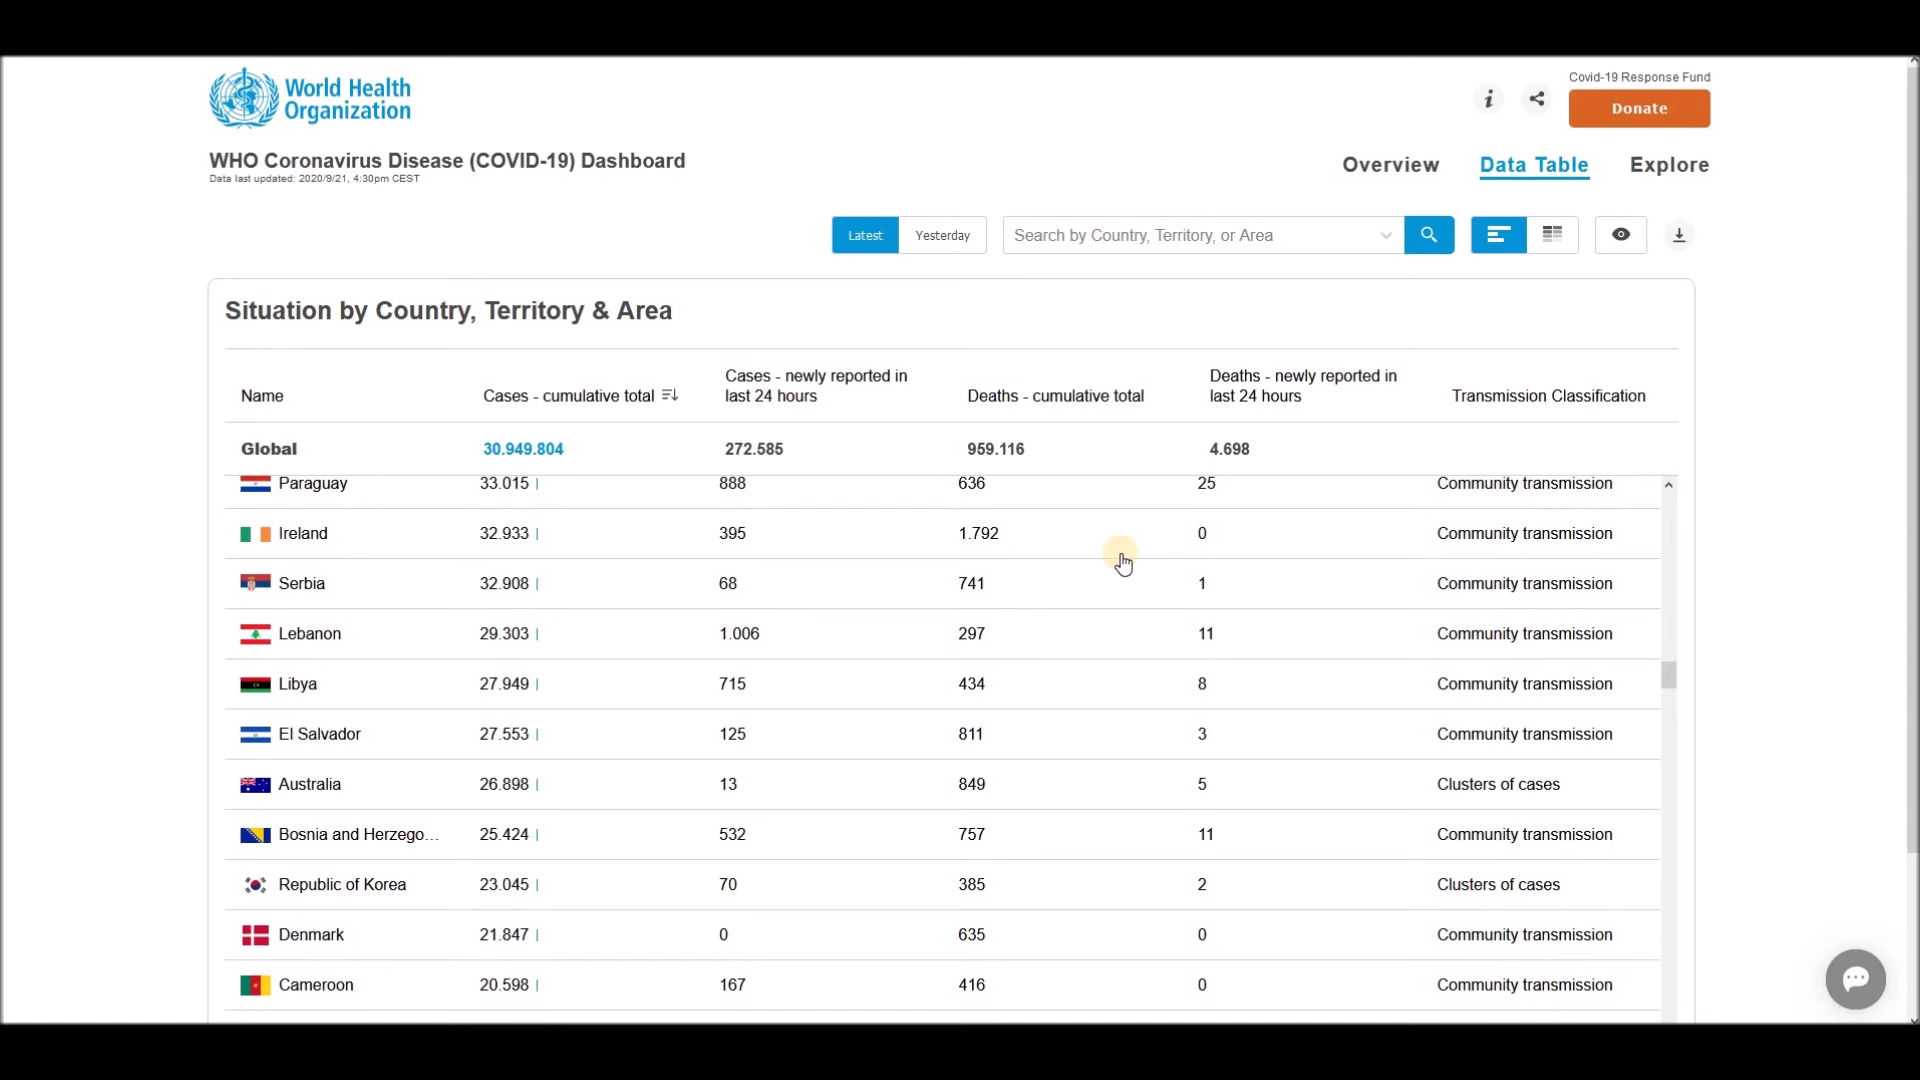 World Health
Organization
Covid-19 Response Fund
Donate
WHO Coronavirus Disease (COVID-19) Dashboard
Data last updated: 2020/9/21, 4:30pm CEST
Overview Data Table Explore
Latest Yesterday Search by Country, Territory, or Area
Situation by Country, Territory & Area
Name Cases - cumulative total Cases - newly reported in last 24 hours Deaths - cumulative total Deaths - newly reported in last 24 hours Transmission Classification
Global 30.949.804 272.585 959.116 4.698
Paraguay 33.015 888 636 25 Community transmission
Ireland 32.933 395 1.792 0 Community transmission
Serbia 32.908 68 741 1 Community transmission
Lebanon 29.303 1.006 297 11 Community transmission
Libya 27.949 715 434 8 Community transmission
El Salvador 27.553 125 811 3 Community transmission
Australia 26.898 13 849 5 Clusters of cases
Bosnia and Herzego... 25.424 532 757 11 Community transmission
Republic of Korea 23.045 70 385 2 Clusters of cases
Denmark 21.847 0 635 0 Community transmission
Cameroon 20.598 167 416 0 Community transmission